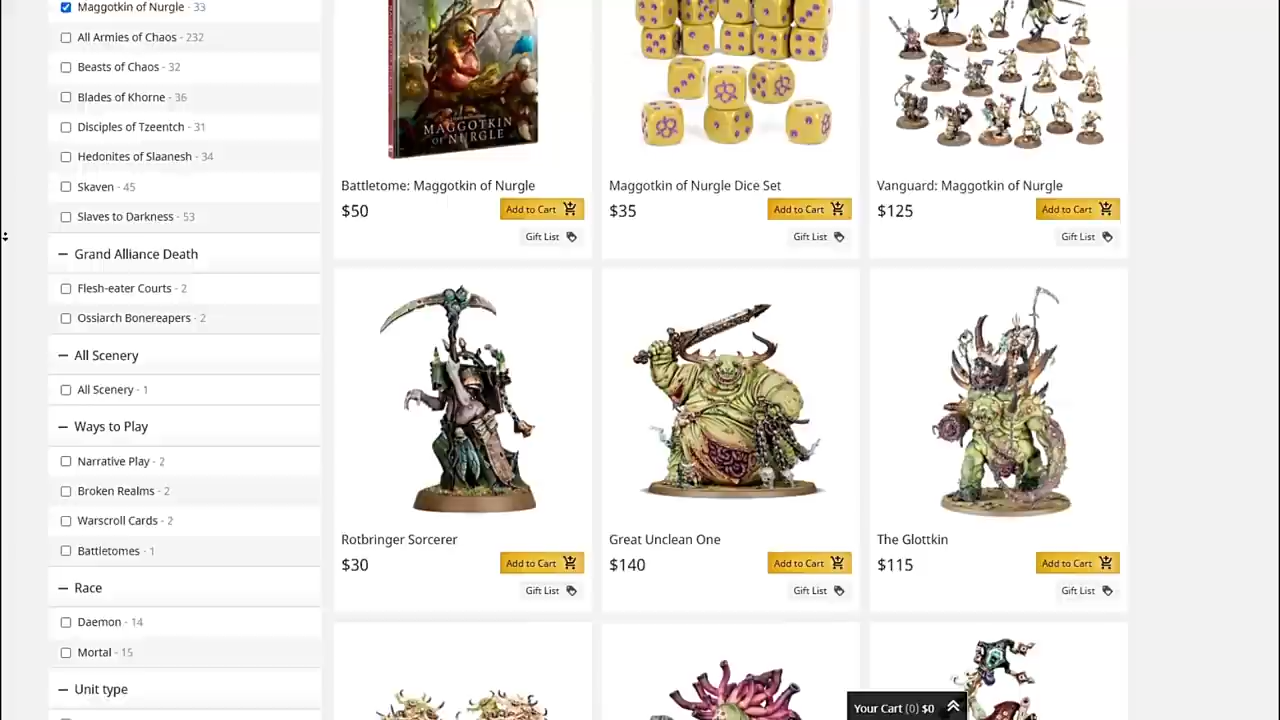 Maggotkin of Nurgle - 33
All Armies of Chaos - 232
Beasts of Chaos - 32
Blades of Khorne - 36
Disciples of Tzeentch - 31
Hedonites of Slaanesh - 34
Skaven - 45
Slaves to Darkness - 53
Grand Alliance Death
Flesh-eater Courts - 2
Ossiarch Bonereapers - 2
All Scenery
All Scenery - 1
Ways to Play
Narrative Play - 2
Broken Realms - 2
Warscroll Cards - 2
Battletomes - 1
Race
Daemon - 14
Mortal - 15
Unit type
MAGGOTKIN
OF NURGLE
Battletome: Maggotkin of Nurgle
$50
Add to Cart
Gift List
Maggotkin of Nurgle Dice Set
$35
Add to Cart
Gift List
Vanguard: Maggotkin of Nurgle
$125
Add to Cart
Gift List
Rotbringer Sorcerer
$30
Add to Cart
Gift List
Great Unclean One
$140
Add to Cart
Gift List
The Glottkin
$115
Add to Cart
Gift List
Your Cart (0) $0